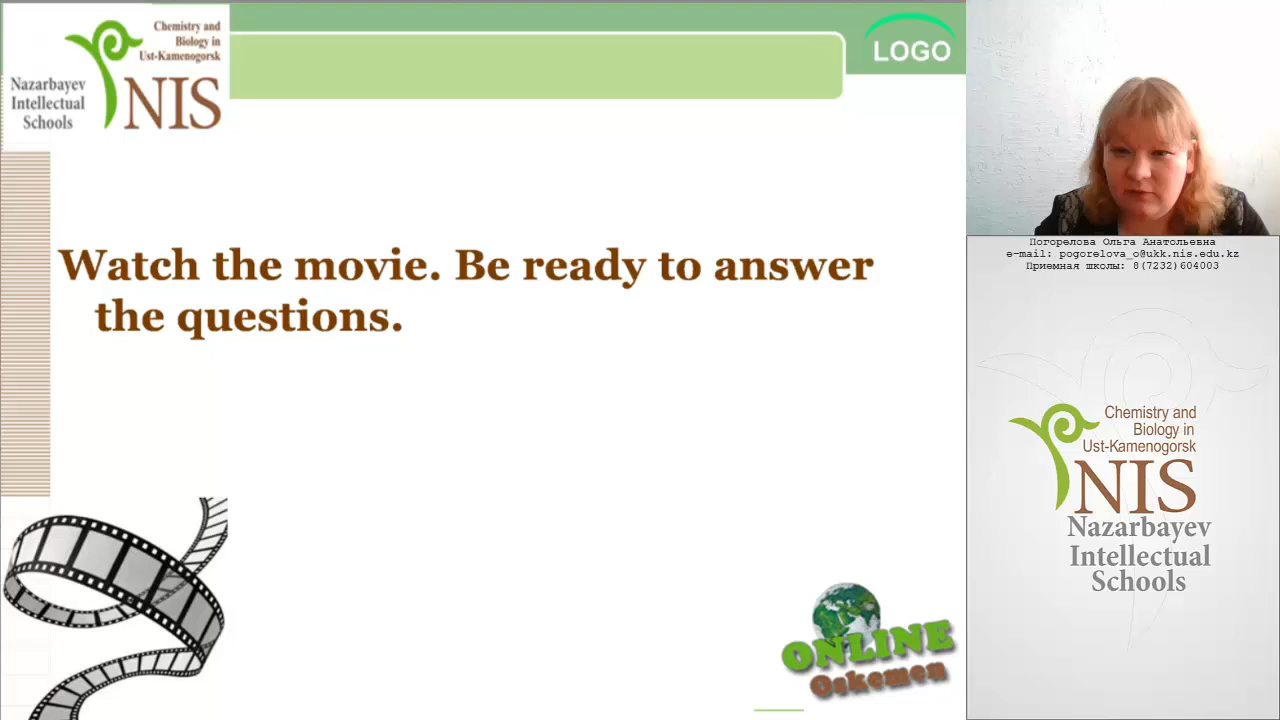 Chemistry and
Biology in
Ust-Kamenogorsk
Nazarbayev
Intellectual
Schools
NIS
LOGO
Watch the movie. Be ready to answer
the questions.
ONLINE
Oskemen
Погорелова Ольга Анатольевна
e-mail: pogorelova_o@ukk.nis.edu.kz
Приемная школы: 8(7232)604003
Chemistry and
Biology in
Ust-Kamenogorsk
NIS
Nazarbayev
Intellectual
Schools